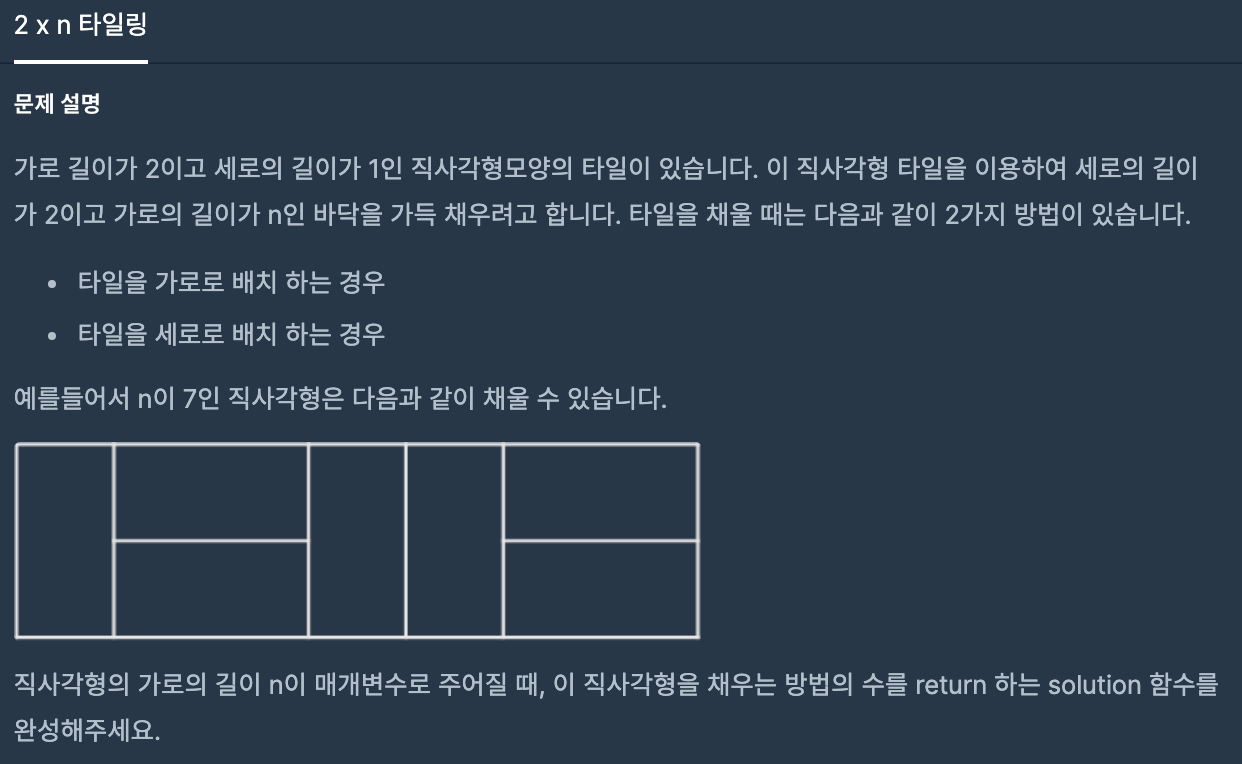 2 x n 타일링
문제 설명
가로 길이가 2이고 세로의 길이가 1인 직사각형모양의 타일이 있습니다. 이 직사각형 타일을 이용하여 세로의 길이
가 2이고 가로의 길이가 n인 바닥을 가득 채우려고 합니다. 타일을 채울 때는 다음과 같이 2가지 방법이 있습니다.
• 타일을 가로로 배치 하는 경우
• 타일을 세로로 배치 하는 경우
예를들어서 n이 7인 직사각형은 다음과 같이 채울 수 있습니다.
직사각형의 가로의 길이 n이 매개변수로 주어질 때, 이 직사각형을 채우는 방법의 수를 return 하는 solution 함수를
완성해주세요.